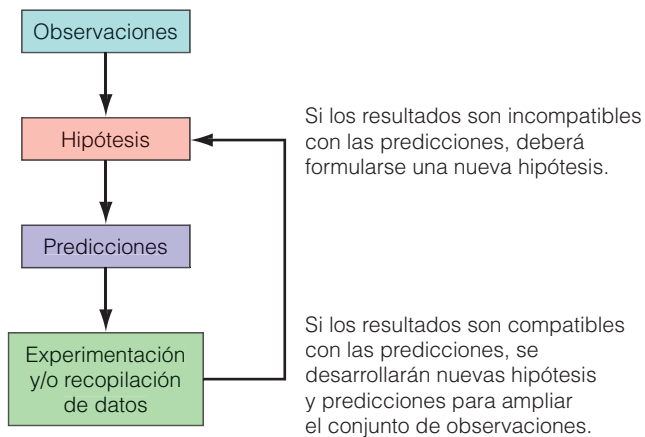 Observaciones
Hipótesis
Si los resultados son incompatibles
con las predicciones, deberá
formularse una nueva hipótesis.
Predicciones
Experimentación
y/o recopilación
de datos
Si los resultados son compatibles
con las predicciones, se
desarrollarán nuevas hipótesis
y predicciones para ampliar
el conjunto de observaciones.